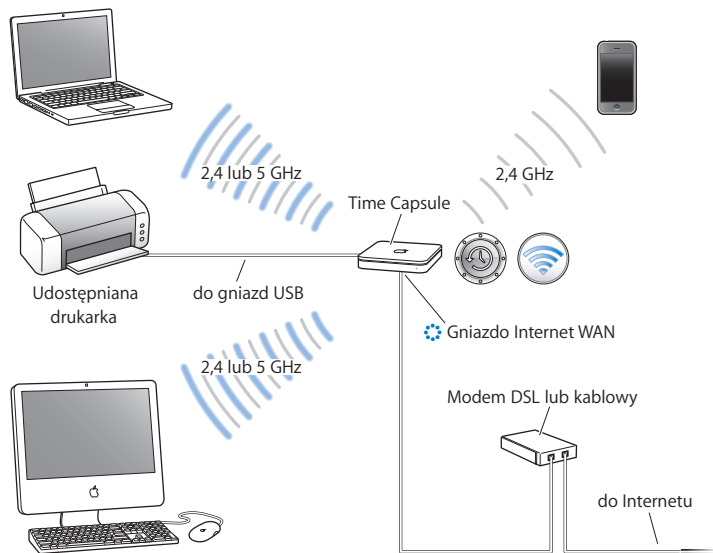 2,4 lub 5 GHz
2,4 GHz
Time Capsule
Udostępniana
drukarka
do gniazd USB
Gniazdo Internet WAN
2,4 lub 5 GHz
Modem DSL lub kablowy
do Internetu